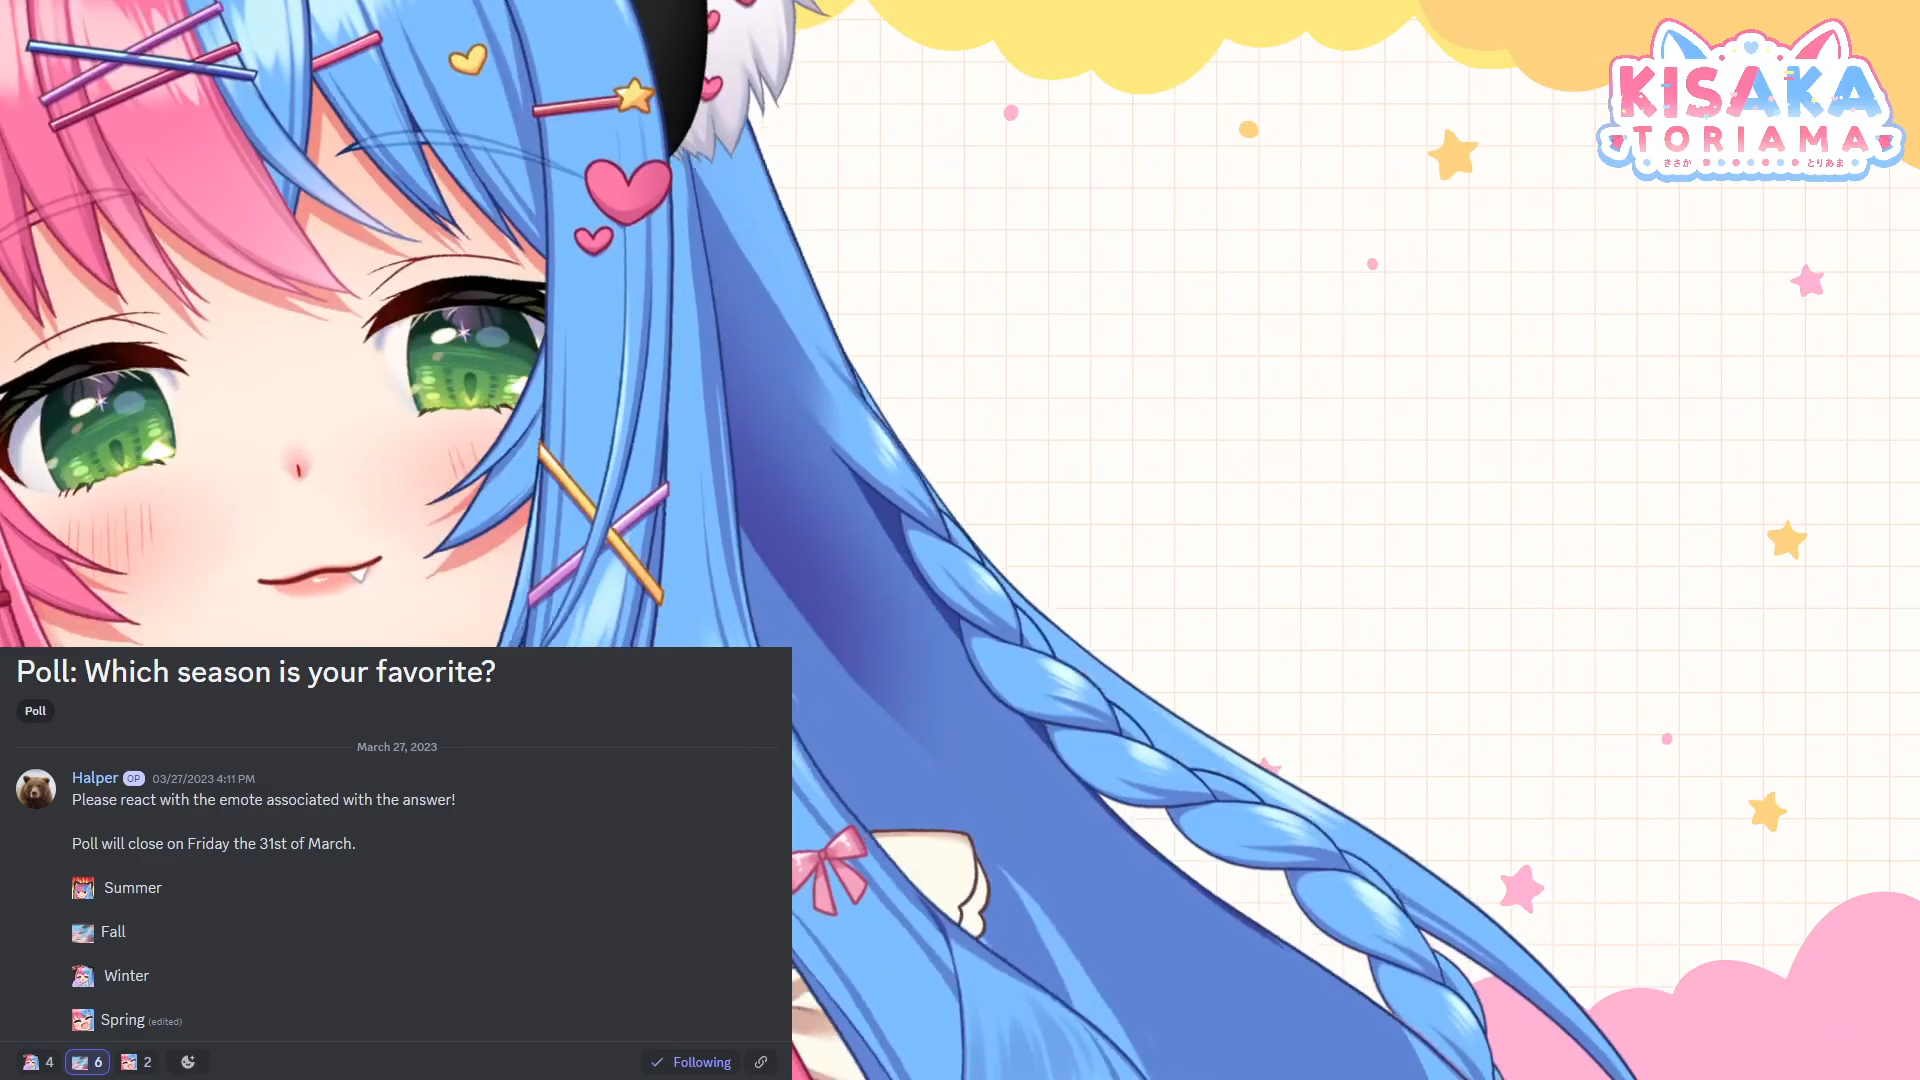 KISAKA
TORIAMA
きさか とりあま
Poll: Which season is your favorite?
Poll
March 27, 2023
Halper OP 03/27/2023 4:11 PM
Please react with the emote associated with the answer!
Poll will close on Friday the 31st of March.
Summer
Fall
Winter
Spring (edited)
4 6 2 Following